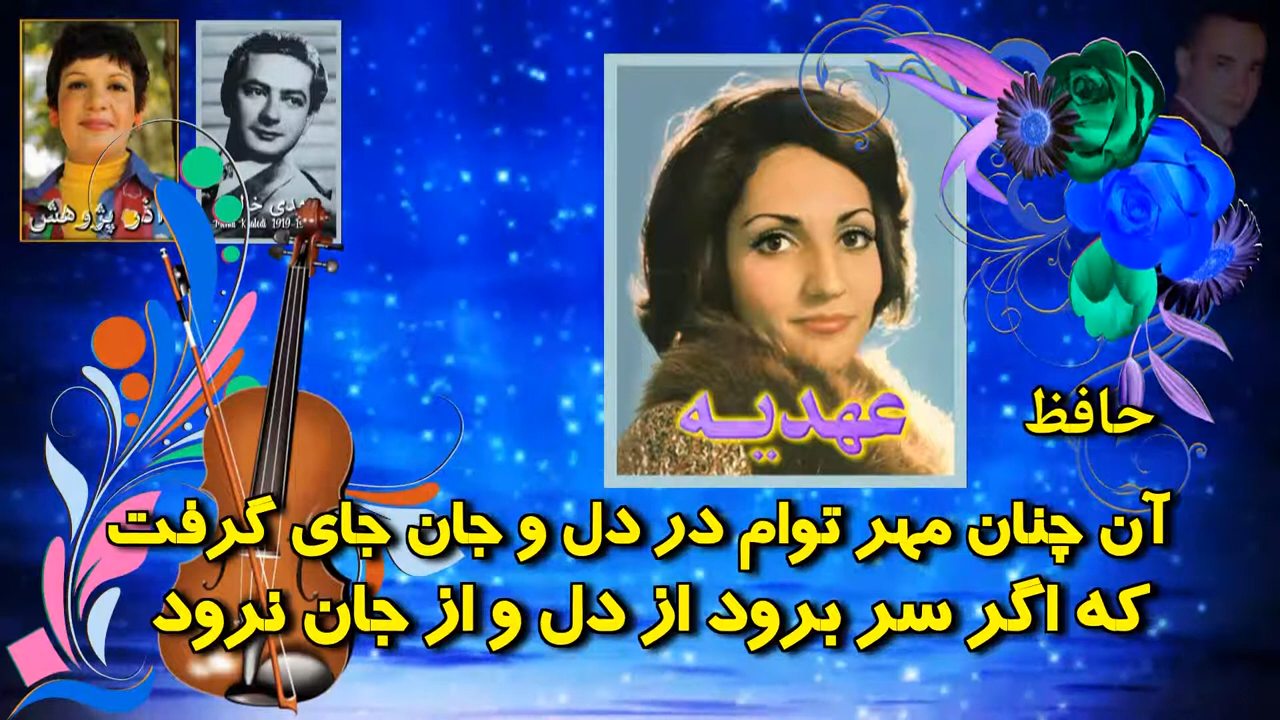 آذر پژوهش
عهدیه
حافظ
آن چنان مهر توام در دل و جان جای گرفت
که اگر سر برود از دل و از جان نرود